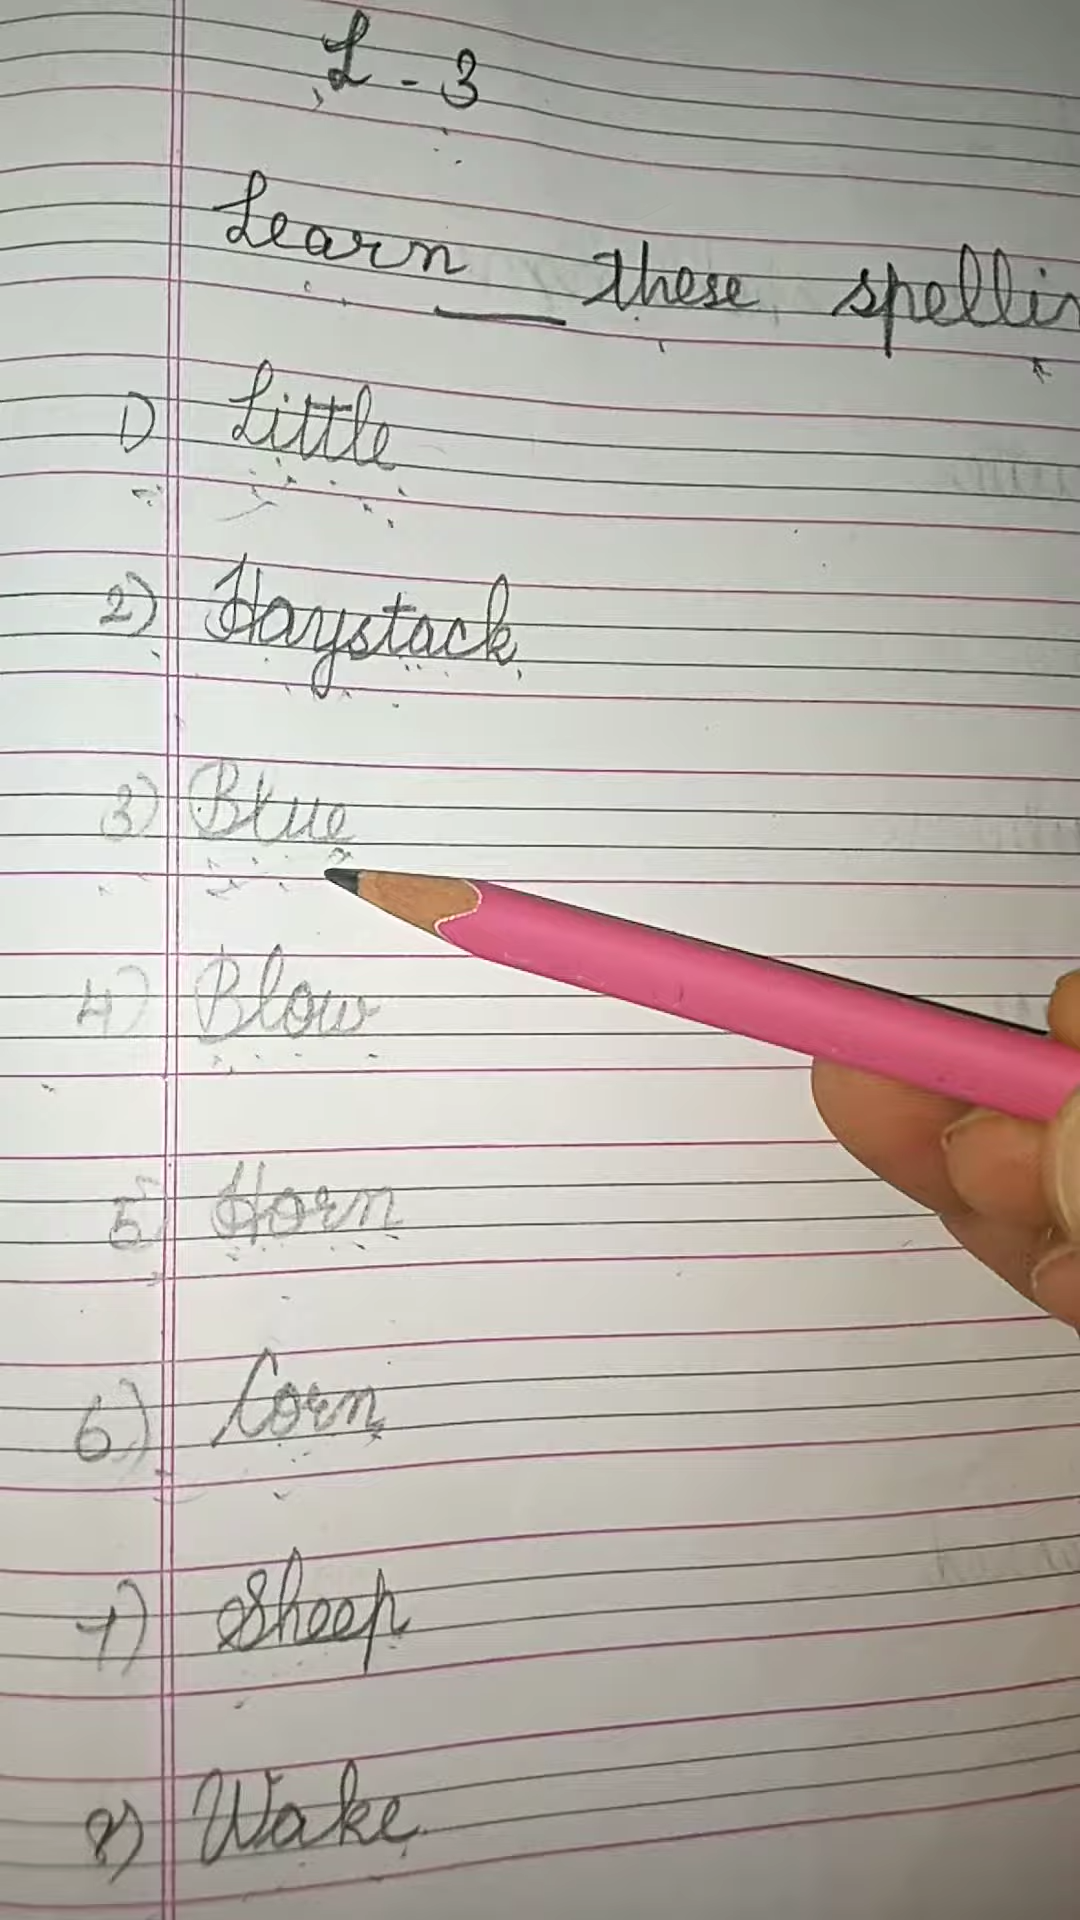 L - 3
Learn these spellin
1) Little
2) Haystack
3) Blue
4) Blow
5) Horn
6) Corn
7) Sheep
8) Wake